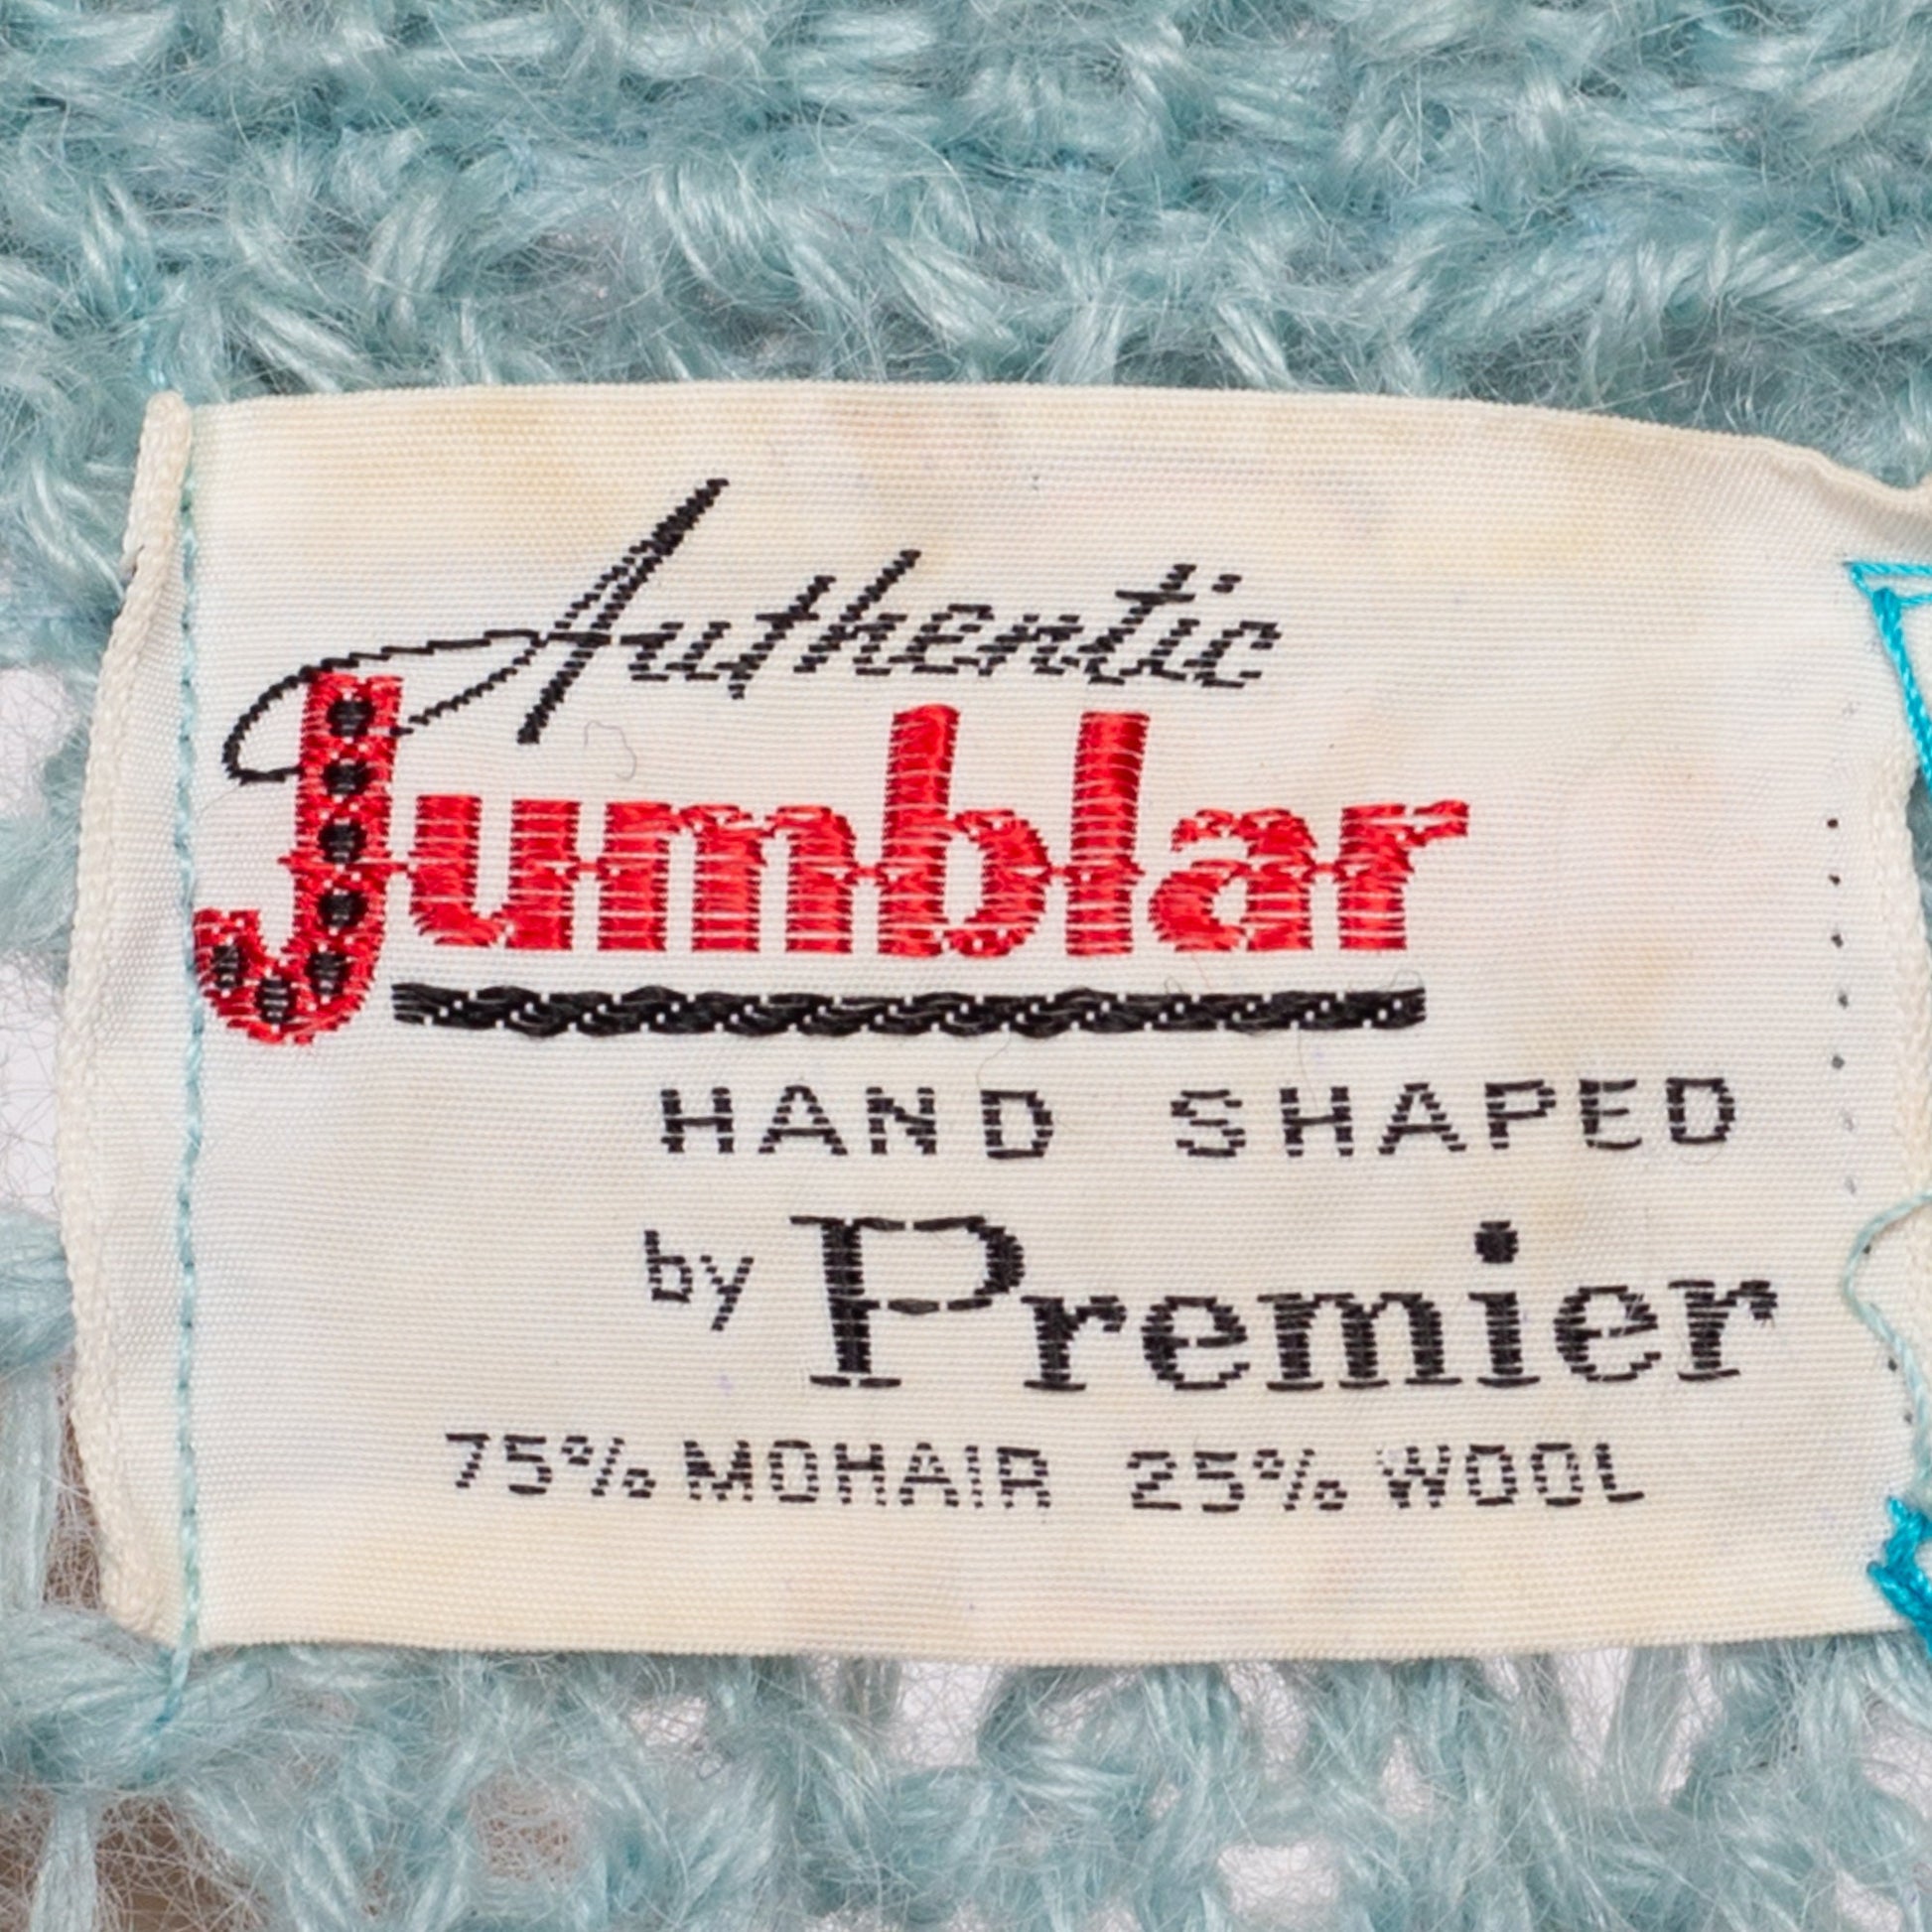 Authentic
Jumblar
HAND SHAPED
by Premier
75% MOHAIR 25% WOOL